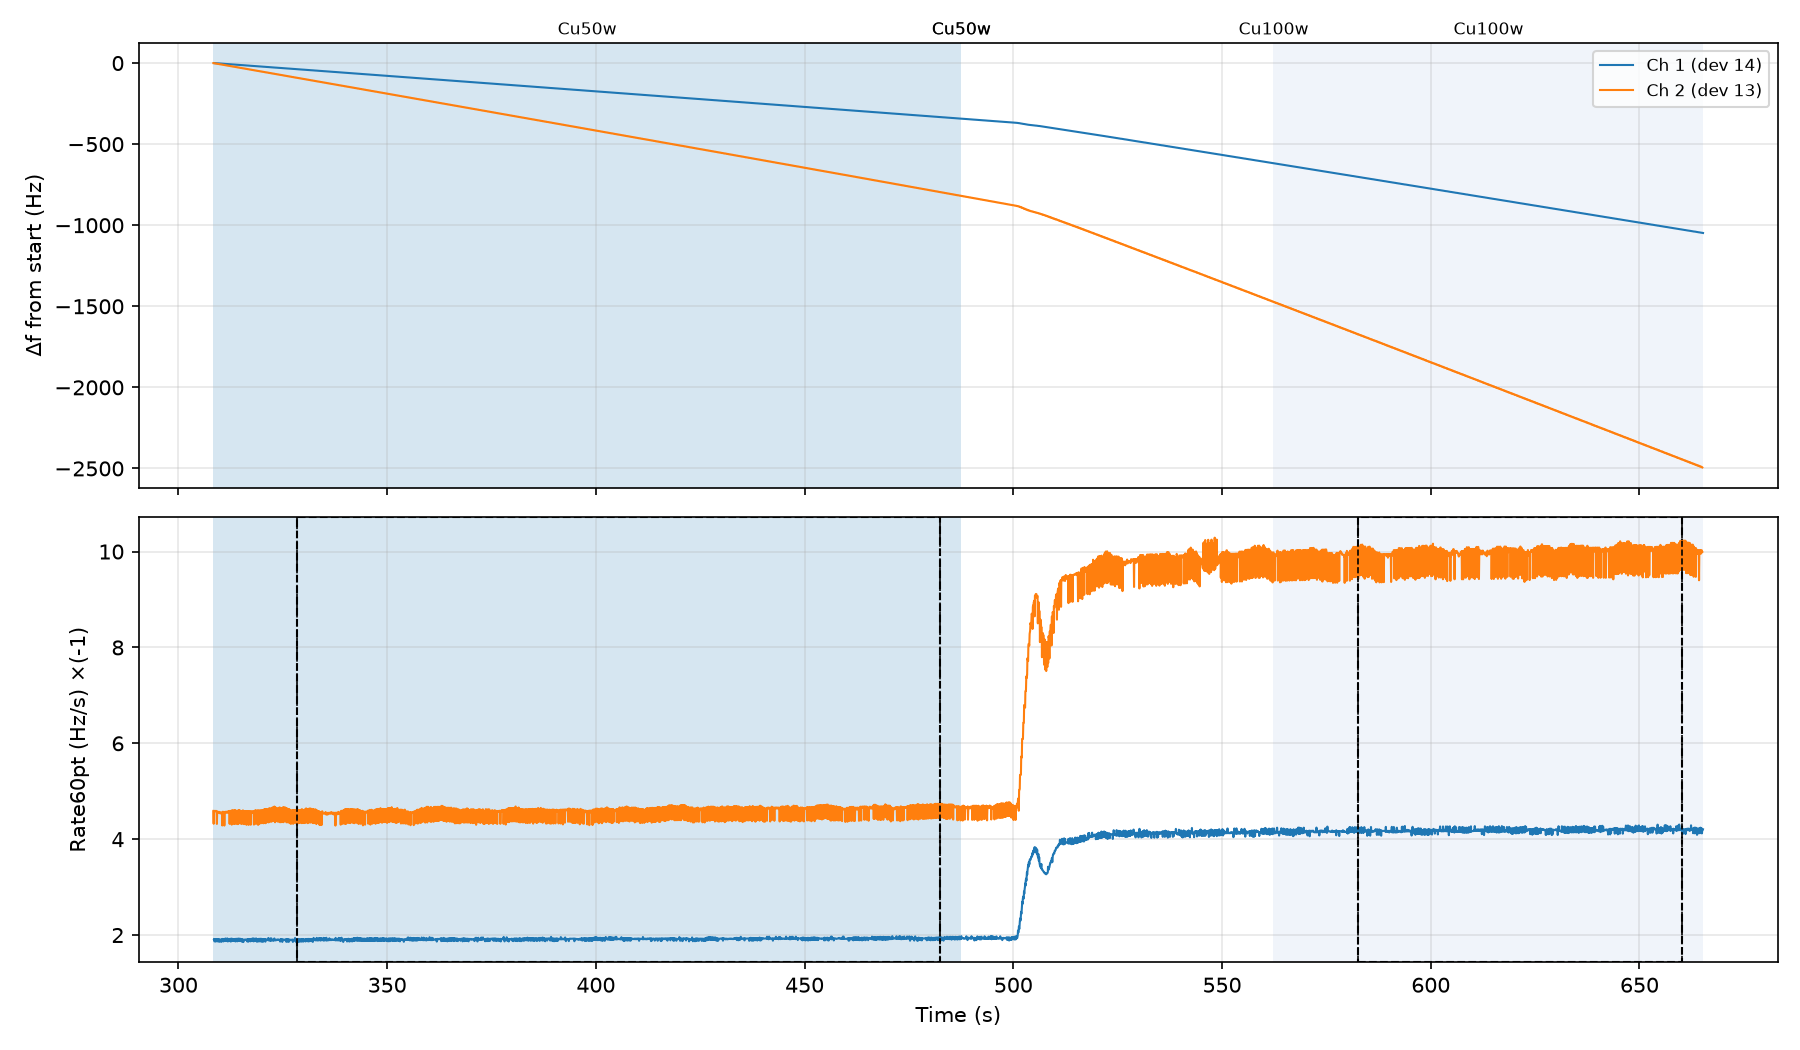 Cu50w Cu50w Cu100w Cu100w
Ch 1 (dev 14)
Ch 2 (dev 13)
Δf from start (Hz)
0
−500
−1000
−1500
−2000
−2500
Rate60pt (Hz/s) ×(-1)
10
8
6
4
2
300 350 400 450 500 550 600 650
Time (s)